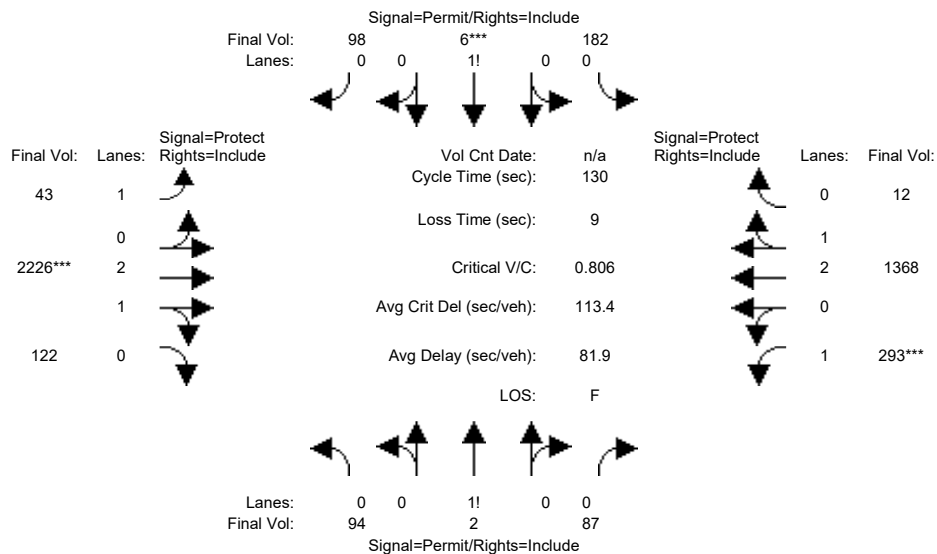 Signal=Permit/Rights=Include
Final Vol: 98 6*** 182
Lanes: 0 0 1! 0 0
Signal=Protect Signal=Protect
Final Vol: Lanes: Rights=Include Vol Cnt Date: n/a Rights=Include Lanes: Final Vol:
Cycle Time (sec): 130
43 1 0 12
Loss Time (sec): 9
0 1
2226*** 2 Critical V/C: 0.806 2 1368
1 Avg Crit Del (sec/veh): 113.4 0
122 0 Avg Delay (sec/veh): 81.9 1 293***
LOS: F
Lanes: 0 0 1! 0 0
Final Vol: 94 2 87
Signal=Permit/Rights=Include